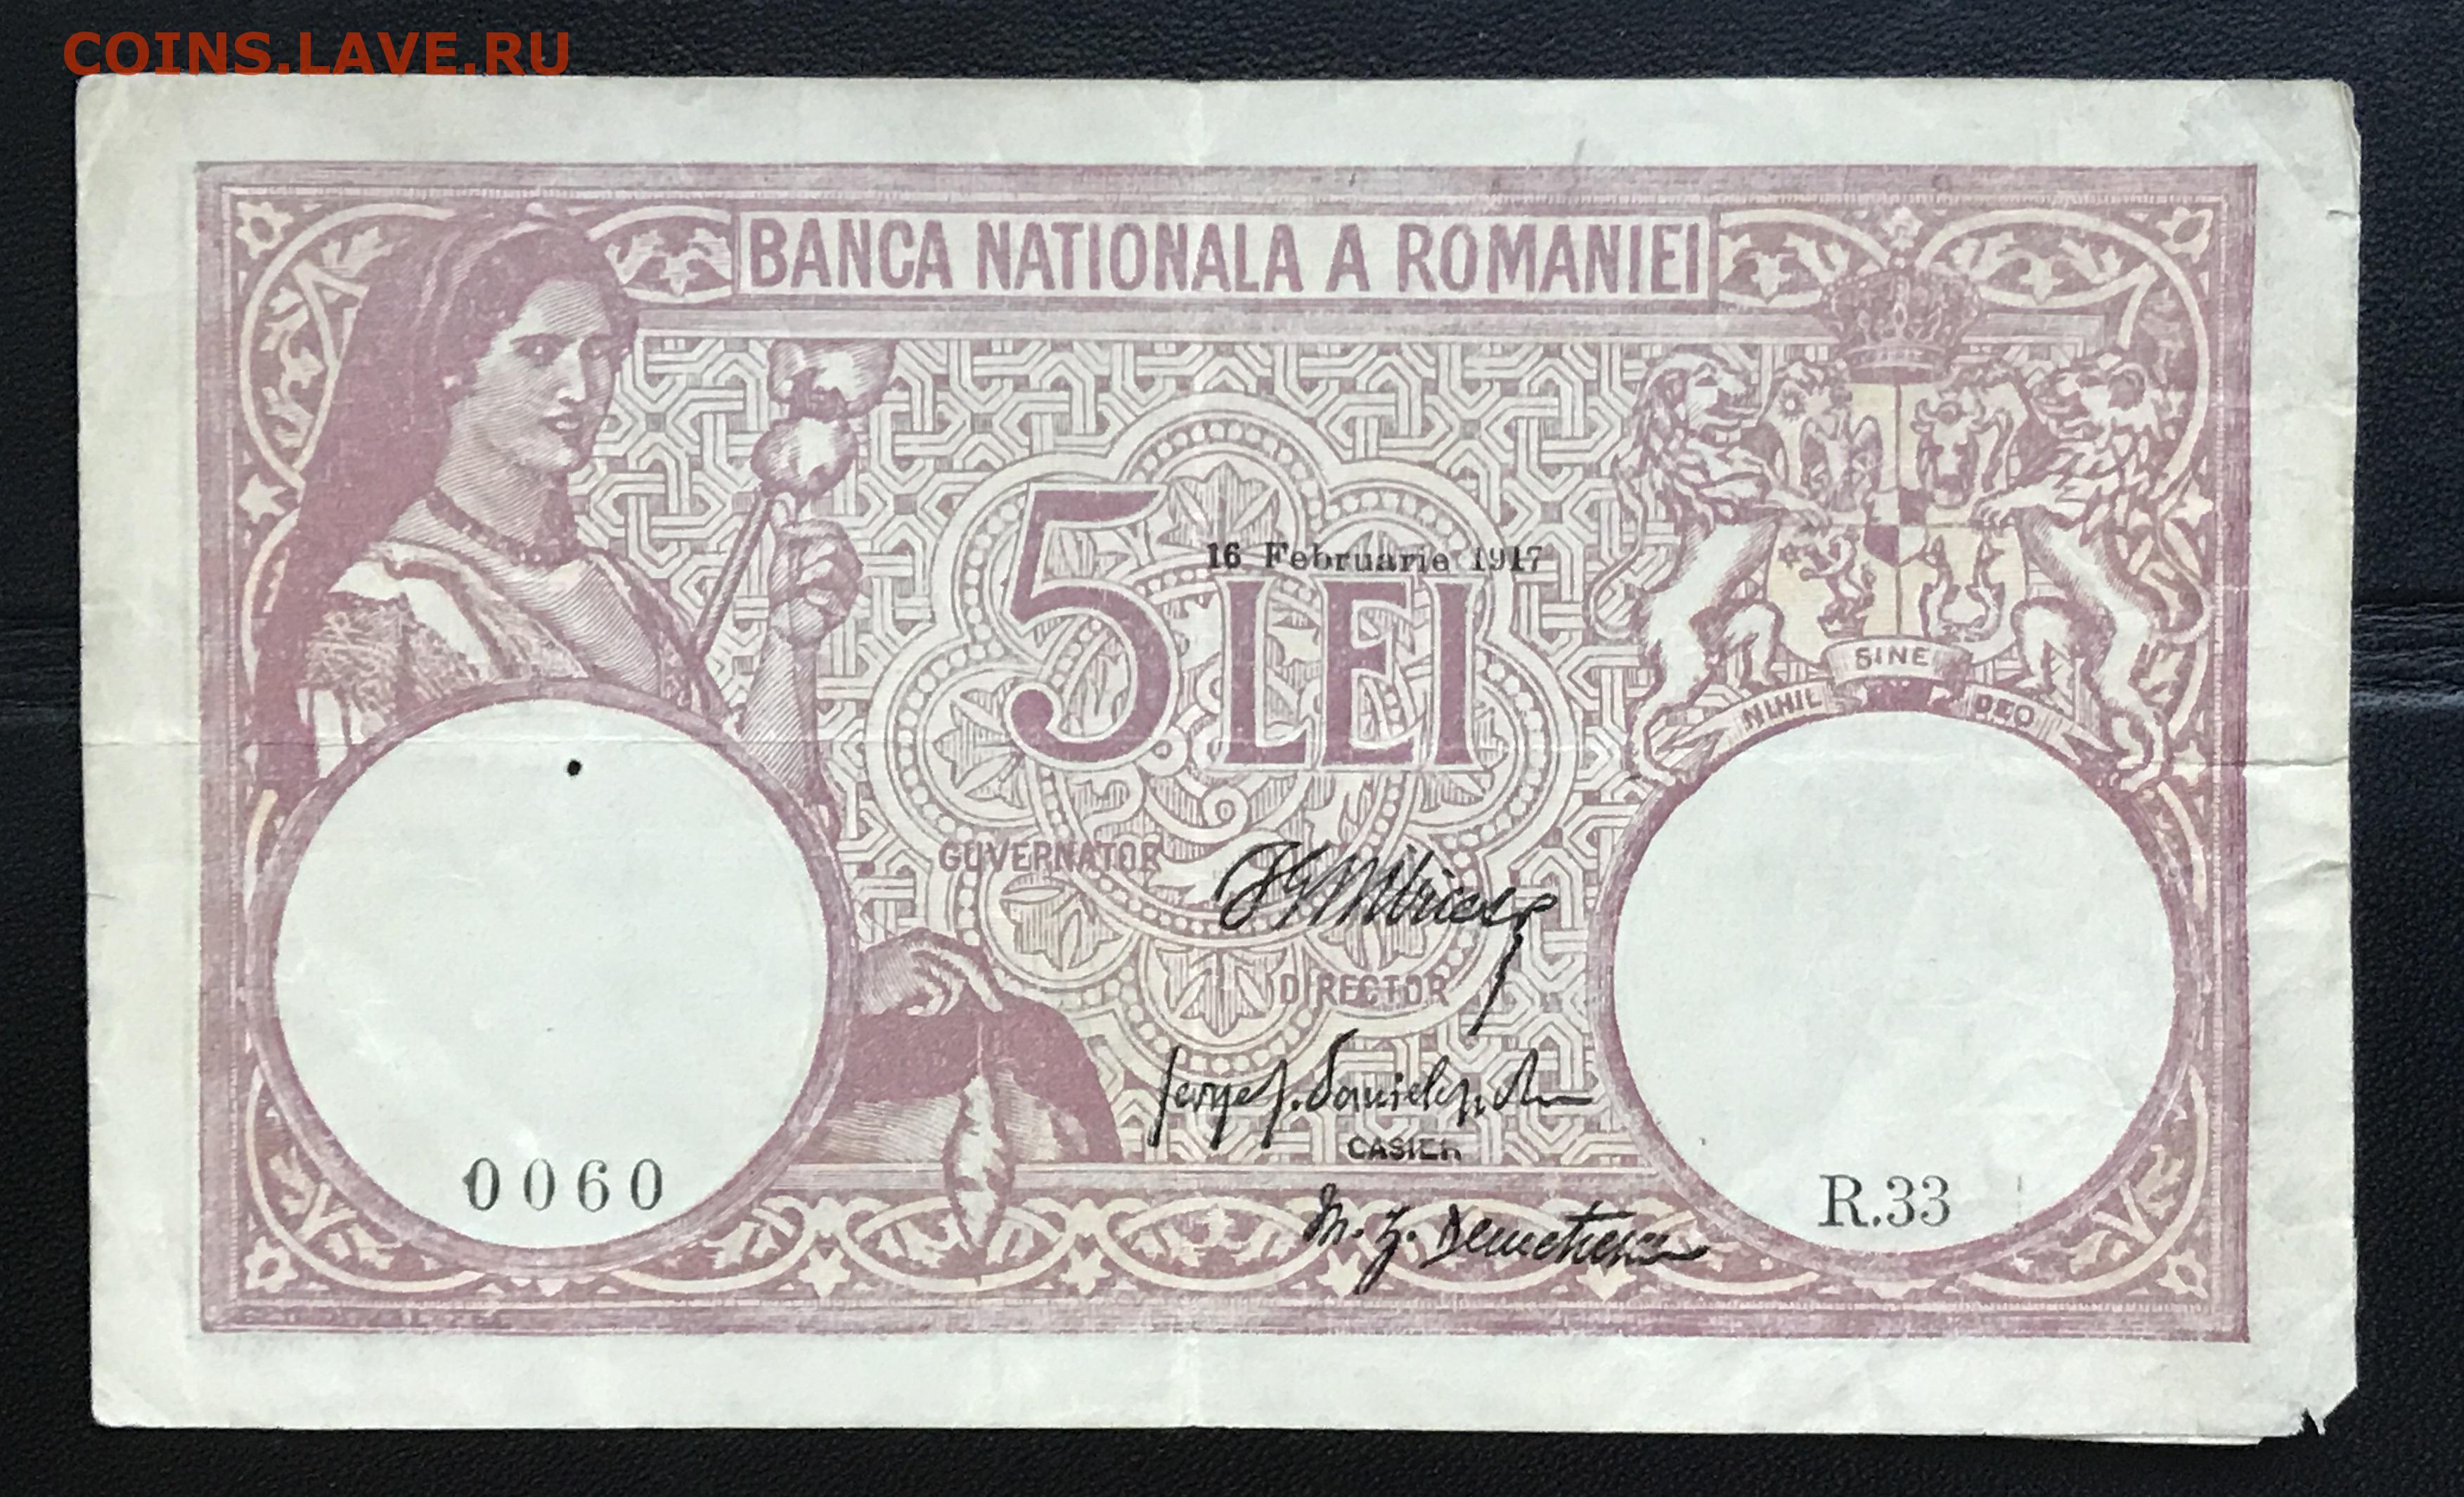 COINS.LAVE.RU
BANCA NATIONALA A ROMANIEI
16 Februarie 1917
5 LEI
SINE
NIHIL DEO
GUVERNATOR
DIRECTOR
CASIER
0060
R.33